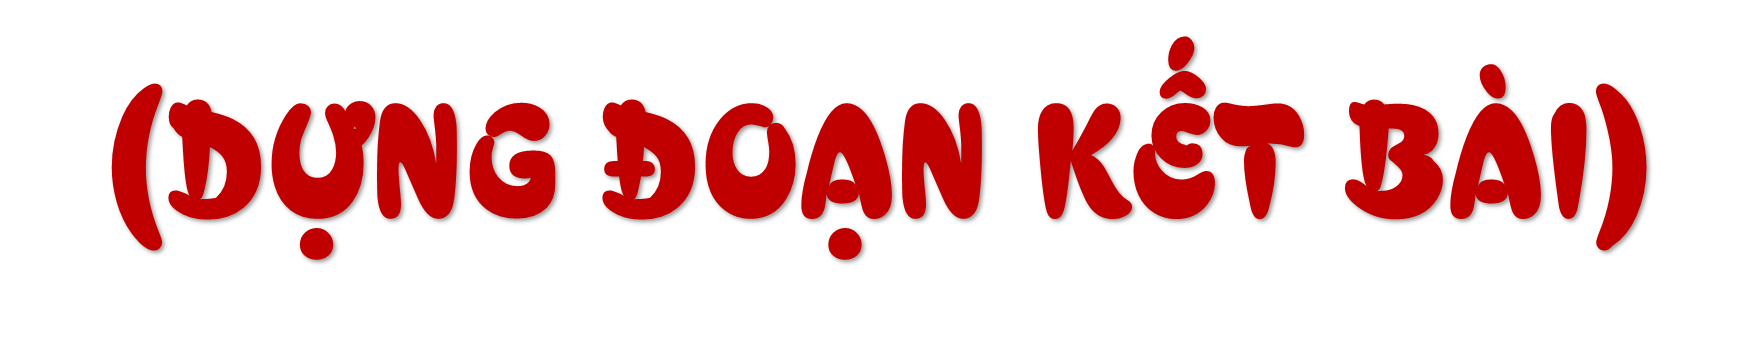 (DỰNG ĐOẠN KẾT BÀI)